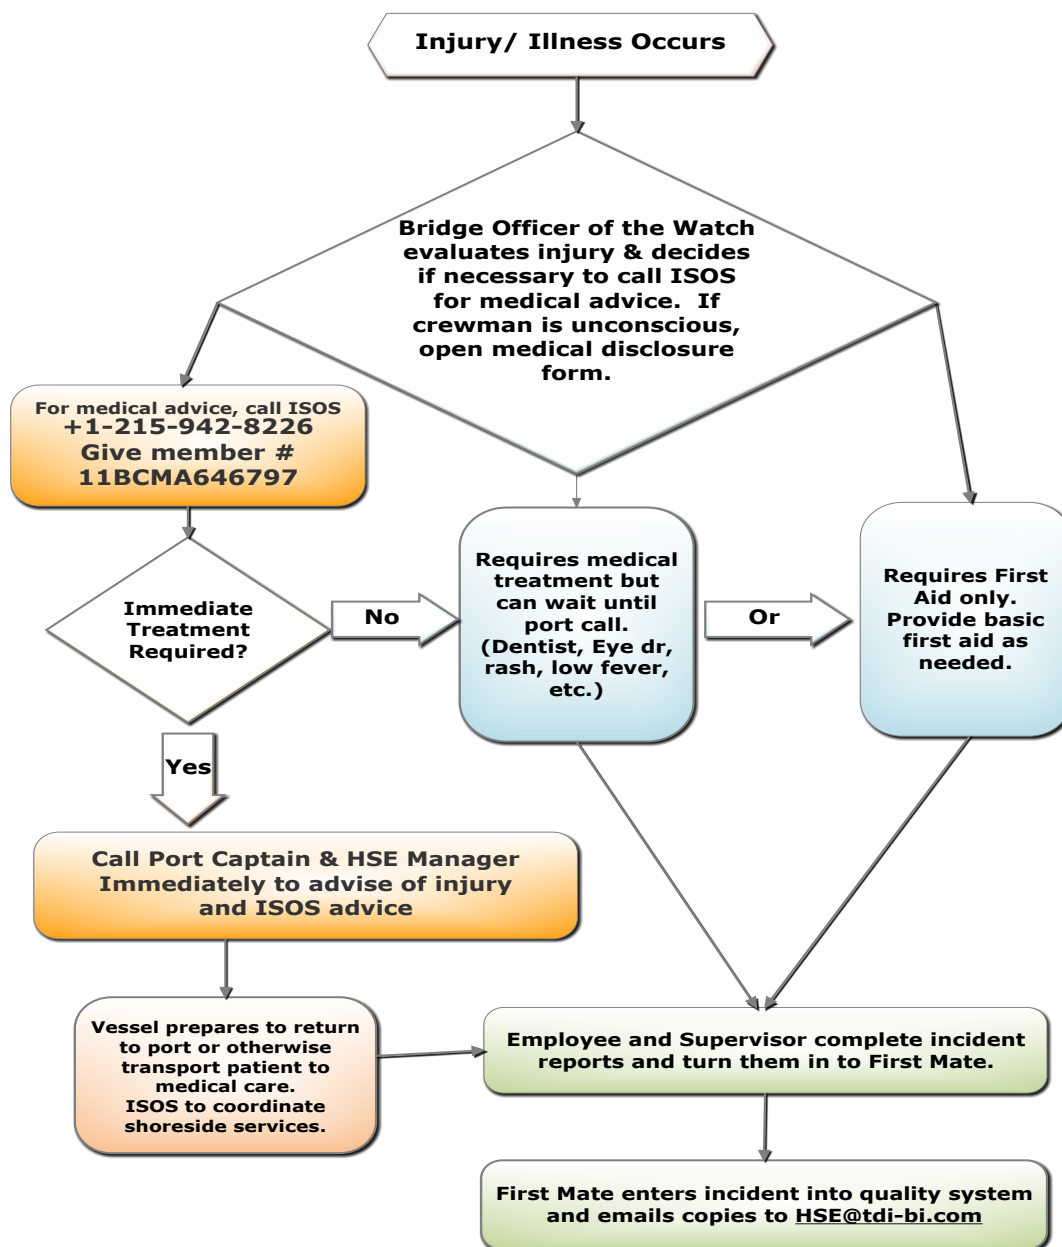 Injury/ Illness Occurs
Bridge Officer of the Watch
evaluates injury & decides
if necessary to call ISOS
for medical advice.  If
crewman is unconscious,
open medical disclosure
form.
For medical advice, call ISOS
+1-215-942-8226
Give member #
11BCMA646797
Immediate
Treatment
Required?
No
Requires medical
treatment but
can wait until
port call.
(Dentist, Eye dr,
rash, low fever,
etc.)
Or
Requires First
Aid only.
Provide basic
first aid as
needed.
Yes
Call Port Captain & HSE Manager
Immediately to advise of injury
and ISOS advice
Vessel prepares to return
to port or otherwise
transport patient to
medical care.
ISOS to coordinate
shoreside services.
Employee and Supervisor complete incident
reports and turn them in to First Mate.
First Mate enters incident into quality system
and emails copies to HSE@tdi-bi.com